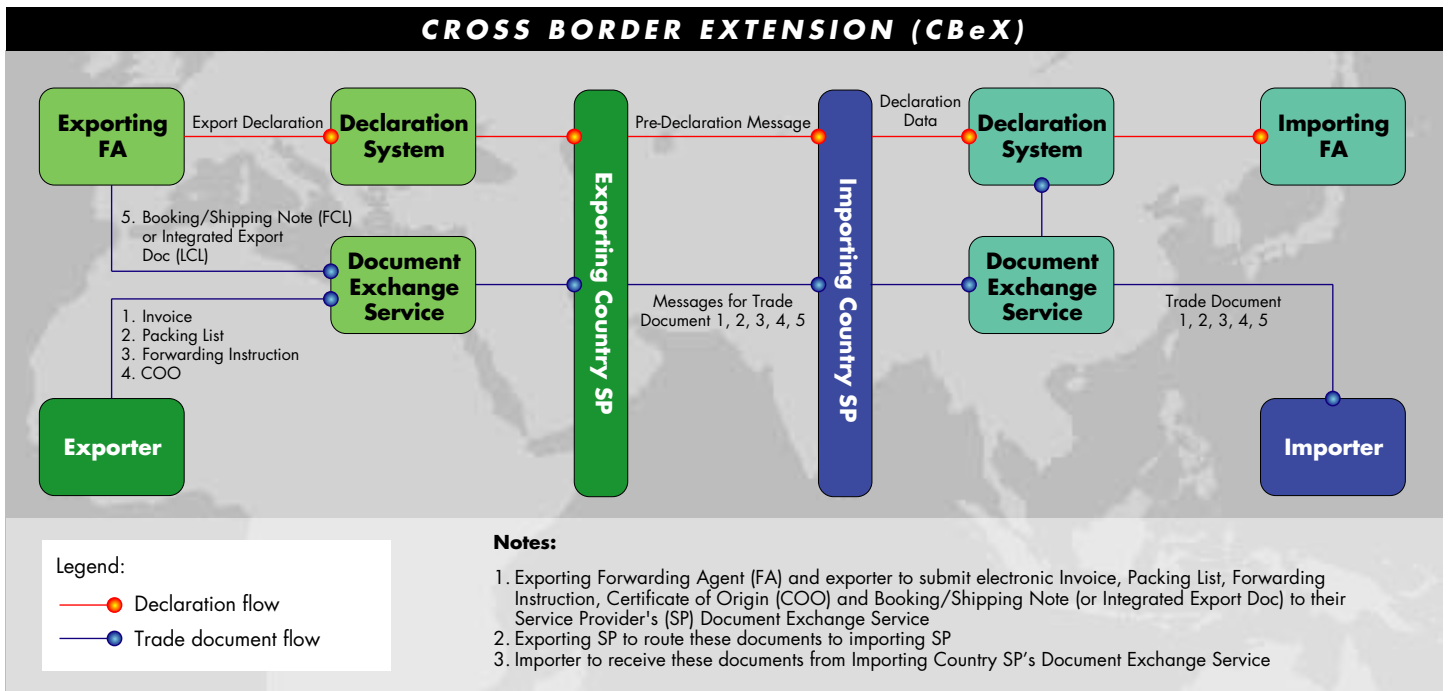 CROSS BORDER EXTENSION (CBeX)
Exporting
FA
Export Declaration
Declaration
System
Pre-Declaration Message
Declaration
Data
Declaration
System
Importing
FA
5. Booking/Shipping Note (FCL)
or Integrated Export
Doc (LCL)
Document
Exchange
Service
Exporting Country SP
Messages for Trade
Document 1, 2, 3, 4, 5
Importing Country SP
Document
Exchange
Service
Trade Document
1, 2, 3, 4, 5
1. Invoice
2. Packing List
3. Forwarding Instruction
4. COO
Exporter
Importer
Legend:
Declaration flow
Trade document flow
Notes:
1. Exporting Forwarding Agent (FA) and exporter to submit electronic Invoice, Packing List, Forwarding
Instruction, Certificate of Origin (COO) and Booking/Shipping Note (or Integrated Export Doc) to their
Service Provider's (SP) Document Exchange Service
2. Exporting SP to route these documents to importing SP
3. Importer to receive these documents from Importing Country SP’s Document Exchange Service